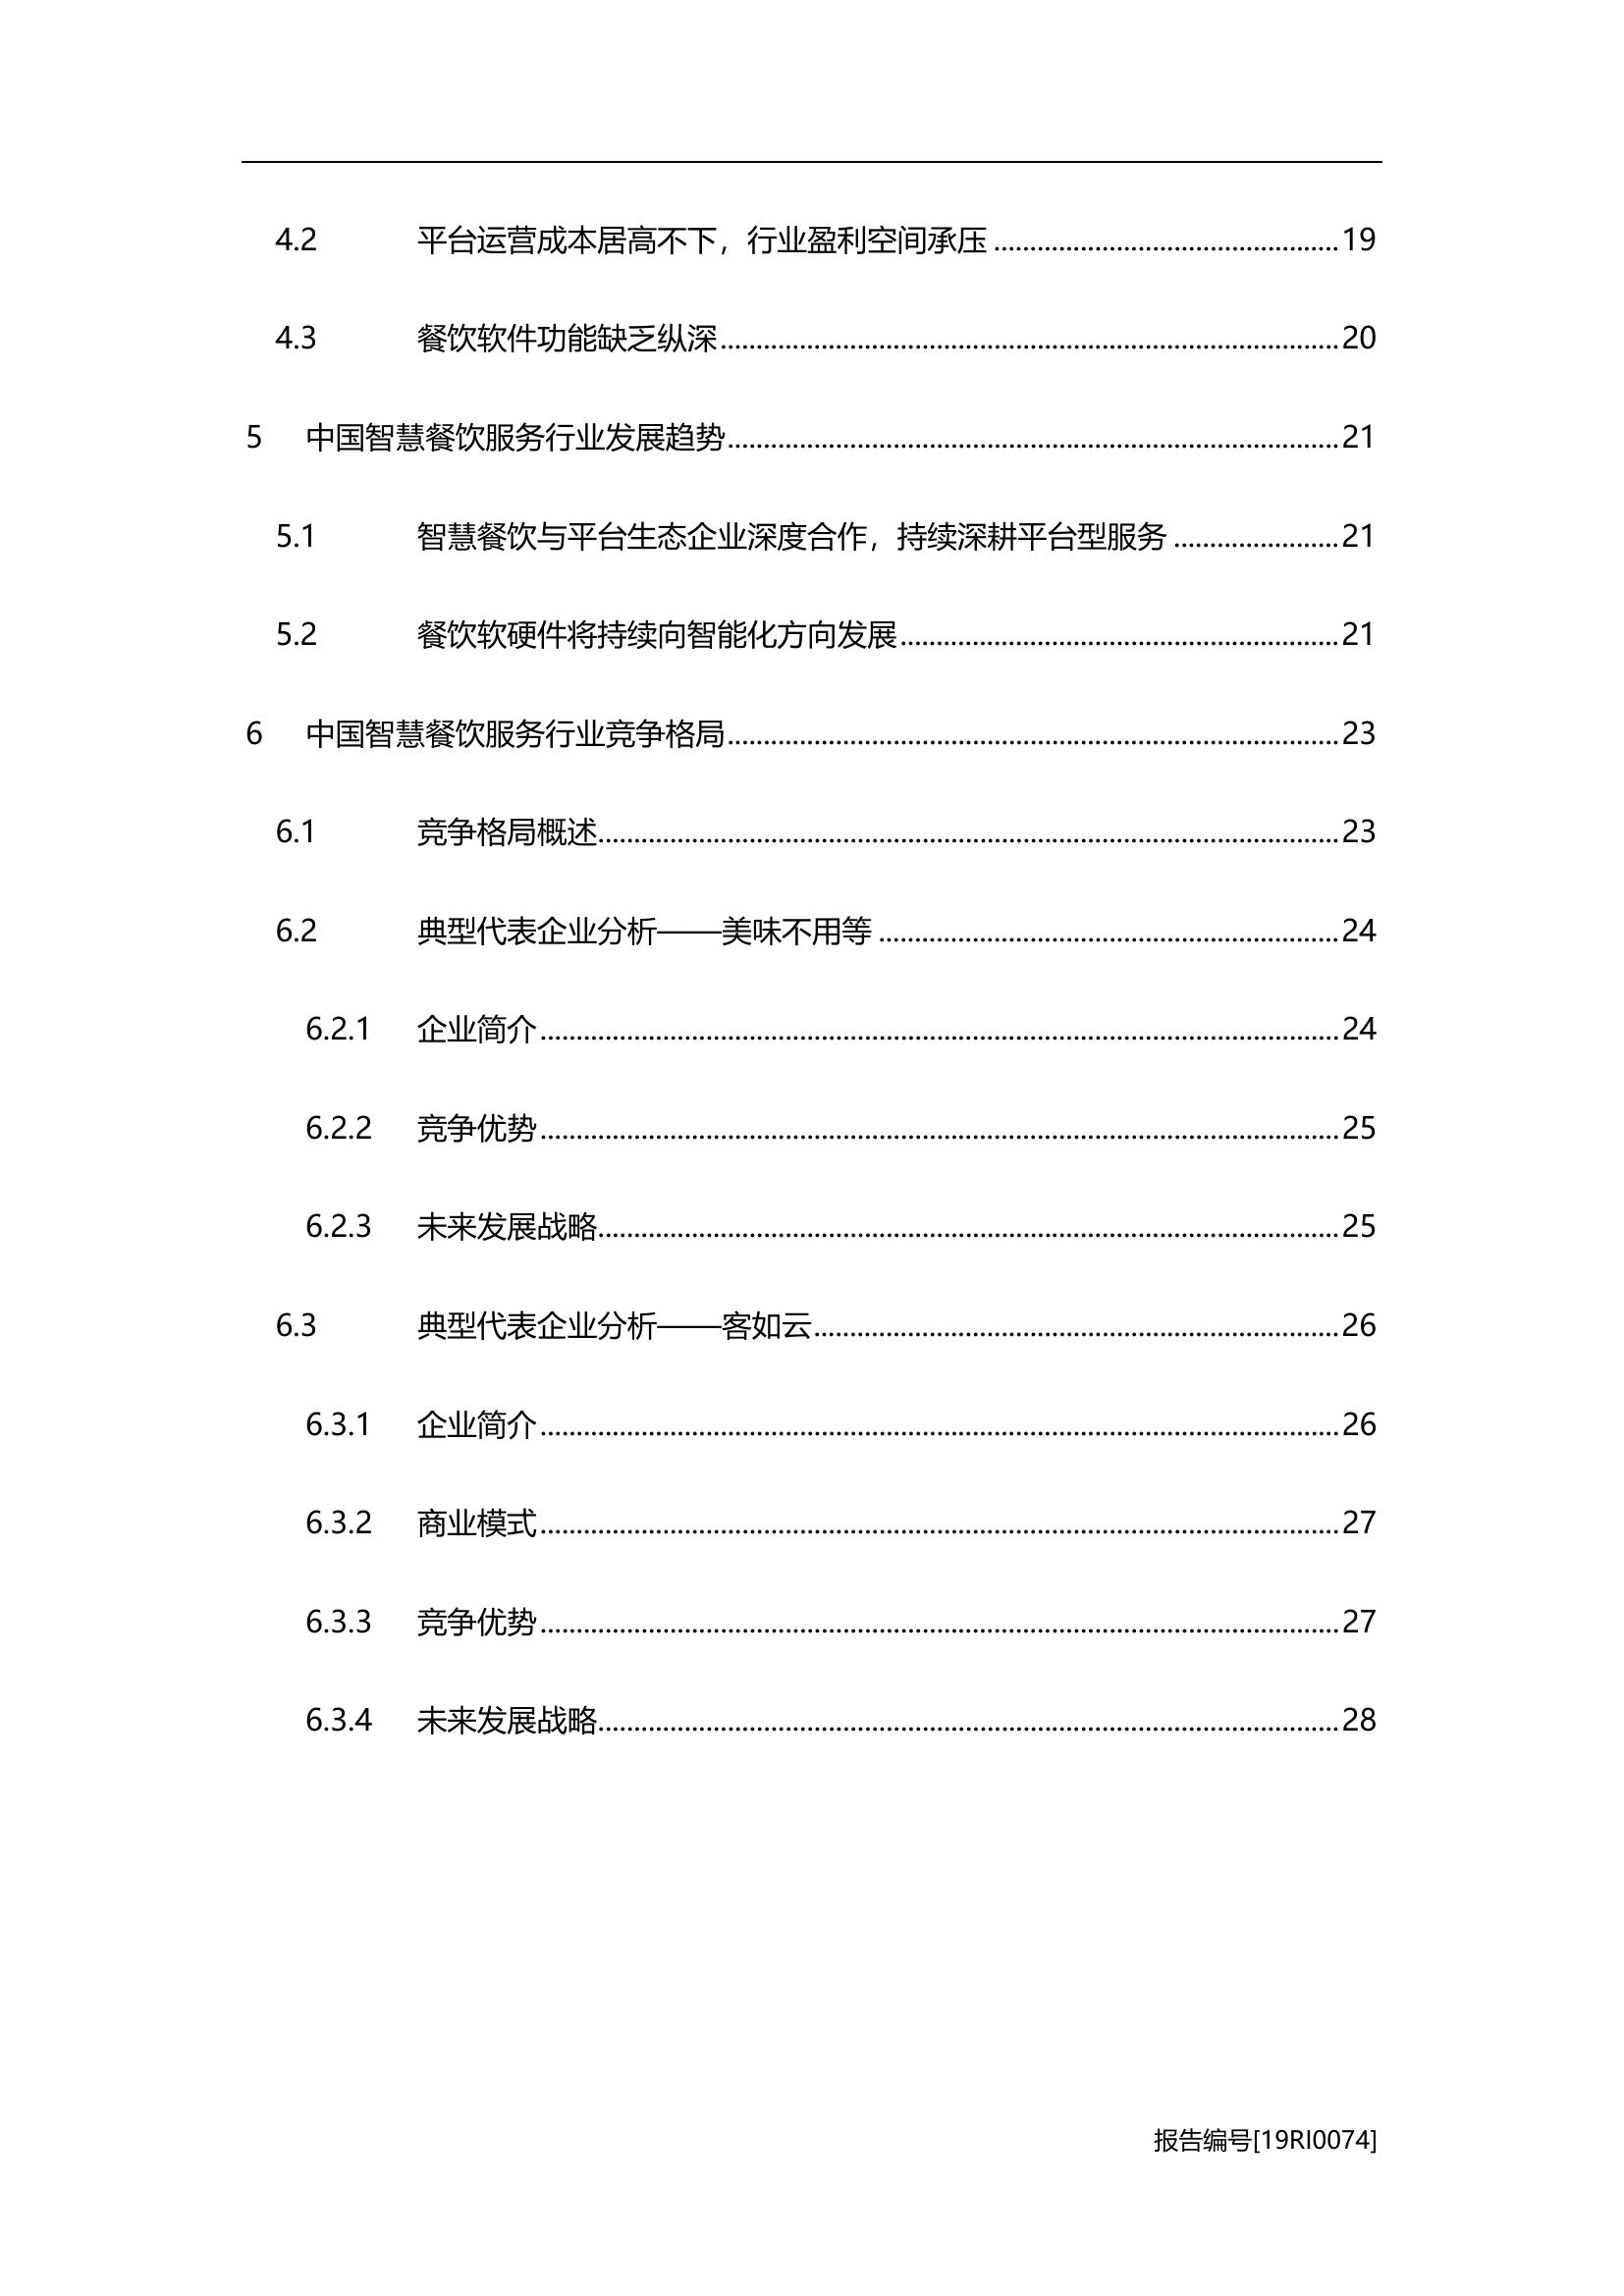 4.2 平台运营成本居高不下，行业盈利空间承压 ................................................ 19
4.3 餐饮软件功能缺乏纵深 ................................................ 20
5 中国智慧餐饮服务行业发展趋势 ................................................ 21
5.1 智慧餐饮与平台生态企业深度合作，持续深耕平台型服务 ....................... 21
5.2 餐饮软硬件将持续向智能化方向发展 ................................................ 21
6 中国智慧餐饮服务行业竞争格局 ................................................ 23
6.1 竞争格局概述 ................................................ 23
6.2 典型代表企业分析——美味不用等 ................................................ 24
6.2.1 企业简介 ................................................ 24
6.2.2 竞争优势 ................................................ 25
6.2.3 未来发展战略 ................................................ 25
6.3 典型代表企业分析——客如云 ................................................ 26
6.3.1 企业简介 ................................................ 26
6.3.2 商业模式 ................................................ 27
6.3.3 竞争优势 ................................................ 27
6.3.4 未来发展战略 ................................................ 28
报告编号[19RI0074]